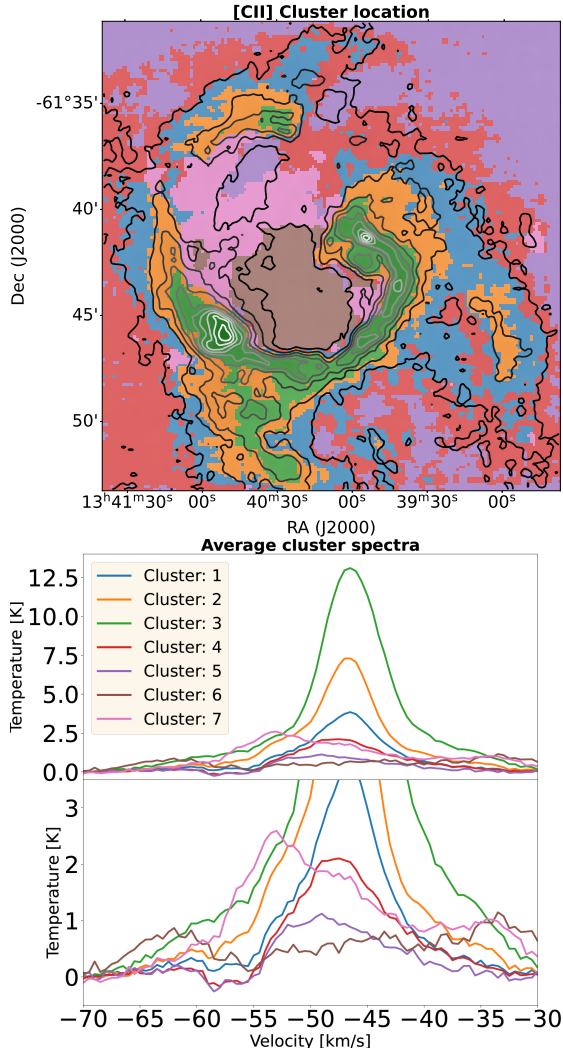 [CII] Cluster location
Dec (J2000)
-61°35'
40'
45'
50'
13ʰ41ᵐ30ˢ 00ˢ 40ᵐ30ˢ 00ˢ 39ᵐ30ˢ 00ˢ
RA (J2000)
Average cluster spectra
Temperature [K]
12.5
10.0
7.5
5.0
2.5
0.0
Cluster: 1
Cluster: 2
Cluster: 3
Cluster: 4
Cluster: 5
Cluster: 6
Cluster: 7
Temperature [K]
3
2
1
0
−70 −65 −60 −55 −50 −45 −40 −35 −30
Velocity [km/s]